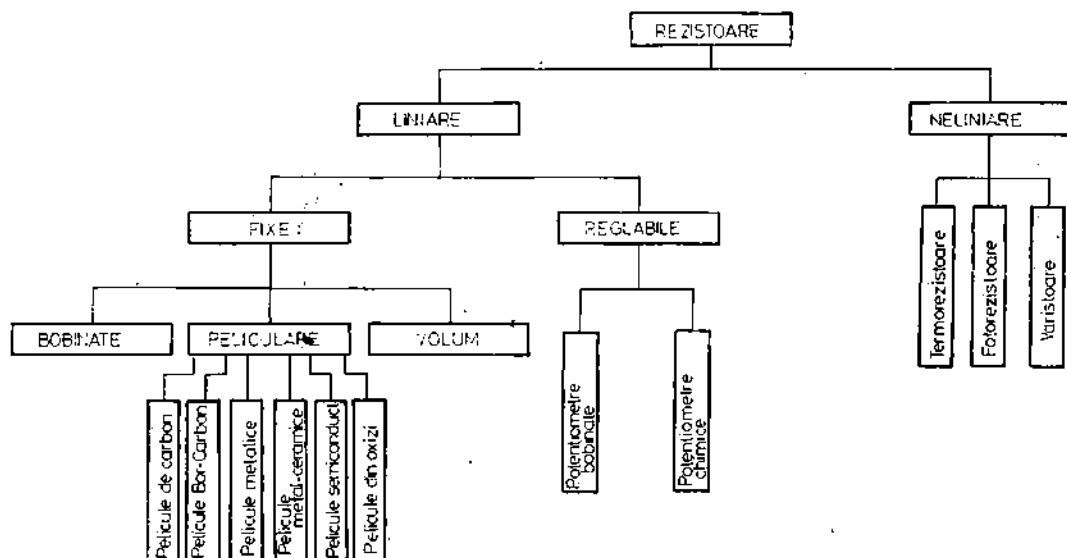 REZISTOARE
LINIARE
NELINIARE
FIXE
REGLABILE
Termorezistoare
Fotorezistoare
Varistoare
BOBINATE
PELICULARE
VOLUM
Potentiometre
bobinate
Potentiometre
chimice
Pelicule de carbon
Pelicule Bor-Carbon
Pelicule metalice
Pelicule
metal-ceramice
Pelicule semiconduct.
Pelicule din oxizi